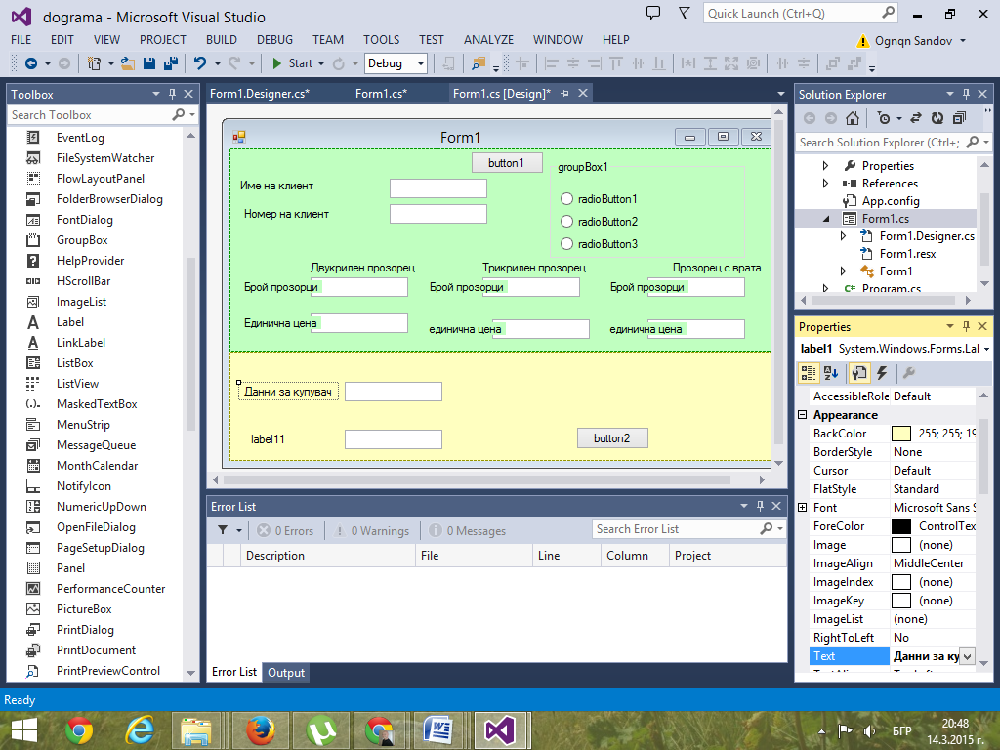 dograma - Microsoft Visual Studio
Quick Launch (Ctrl+Q)
FILE EDIT VIEW PROJECT BUILD DEBUG TEAM TOOLS TEST ANALYZE WINDOW HELP
Ognqn Sandov
Start Debug
Toolbox
Search Toolbox
EventLog
FileSystemWatcher
FlowLayoutPanel
FolderBrowserDialog
FontDialog
GroupBox
HelpProvider
HScrollBar
ImageList
Label
LinkLabel
ListBox
ListView
MaskedTextBox
MenuStrip
MessageQueue
MonthCalendar
NotifyIcon
NumericUpDown
OpenFileDialog
PageSetupDialog
Panel
PerformanceCounter
PictureBox
PrintDialog
PrintDocument
PrintPreviewControl
Form1.Designer.cs* Form1.cs* Form1.cs [Design]*
Form1
button1
groupBox1
Име на клиент
radioButton1
Номер на клиент
radioButton2
radioButton3
Двукрилен прозорец Трикрилен прозорец Прозорец с врата
Брой прозорци Брой прозорци Брой прозорци
Единична цена единична цена единична цена
Данни за купувач
label11
button2
Error List
0 Errors 0 Warnings 0 Messages
Search Error List
Description File Line Column Project
Error List Output
Solution Explorer
Search Solution Explorer (Ctrl+;
Properties
References
App.config
Form1.cs
Form1.Designer.cs
Form1.resx
Form1
Program.cs
Properties
label1 System.Windows.Forms.Lal
AccessibleRole Default
Appearance
BackColor 255; 255; 19
BorderStyle None
Cursor Default
FlatStyle Standard
Font Microsoft Sans S
ForeColor ControlTex
Image (none)
ImageAlign MiddleCenter
ImageIndex (none)
ImageKey (none)
ImageList (none)
RightToLeft No
Text Данни за ку
Ready
БГР
20:48
14.3.2015 г.